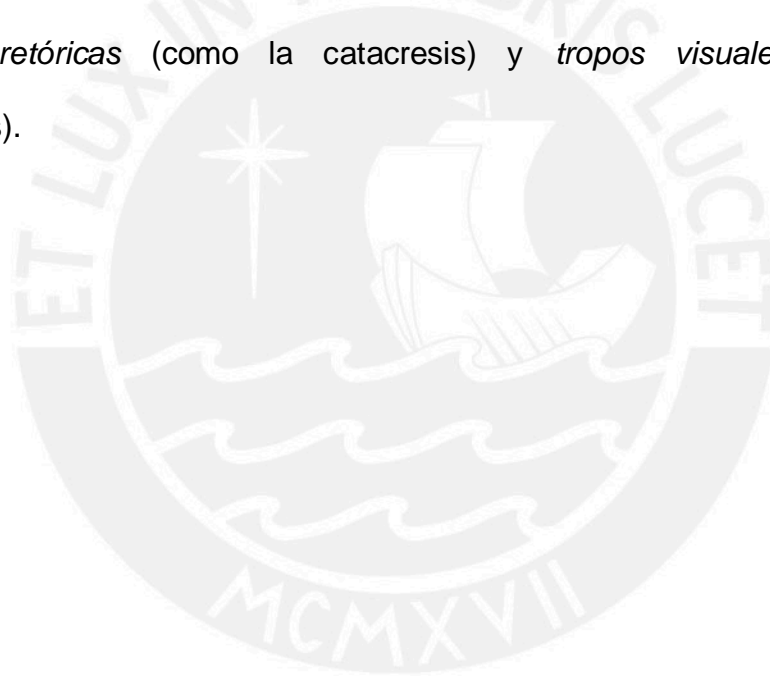 retóricas (como la catacresis) y tropos visuale
s).
ET LUX IN TENEBRIS LUCET
MCMXVII